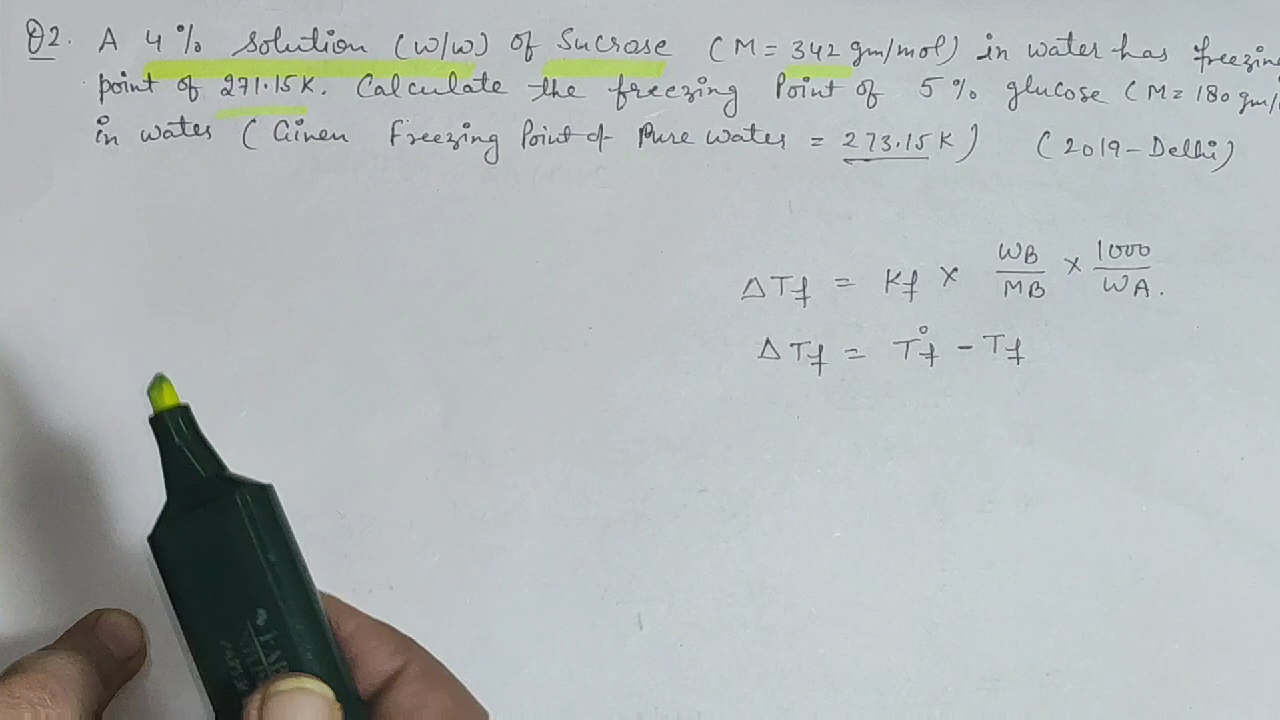 Q2. A 4% solution (w/w) of Sucrose (M = 342 gm/mol) in water has freezing
point of 271.15K. Calculate the freezing Point of 5% glucose (M = 180 gm/
in water (Given Freezing Point of Pure water = 273.15K) (2019-Delhi)
ΔTf = Kf × WB/MB × 1000/WA.
ΔTf = T°f - Tf